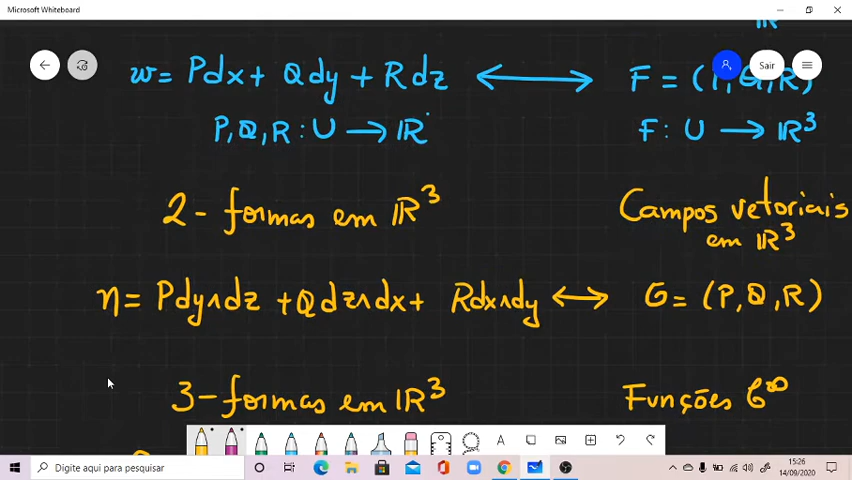 Microsoft Whiteboard
w = Pdx + Qdy + Rdz ⟷ F = (P, Q, R)
Sair
P, Q, R : U → ℝ F : U → ℝ³
2 - formas em ℝ³ Campos vetoriais
em ℝ³
η = Pdy∧dz + Qdz∧dx + Rdx∧dy ⟷ G = (P, Q, R)
3 - formas em ℝ³ Funções C^∞
A
Digite aqui para pesquisar
15:26
14/09/2020